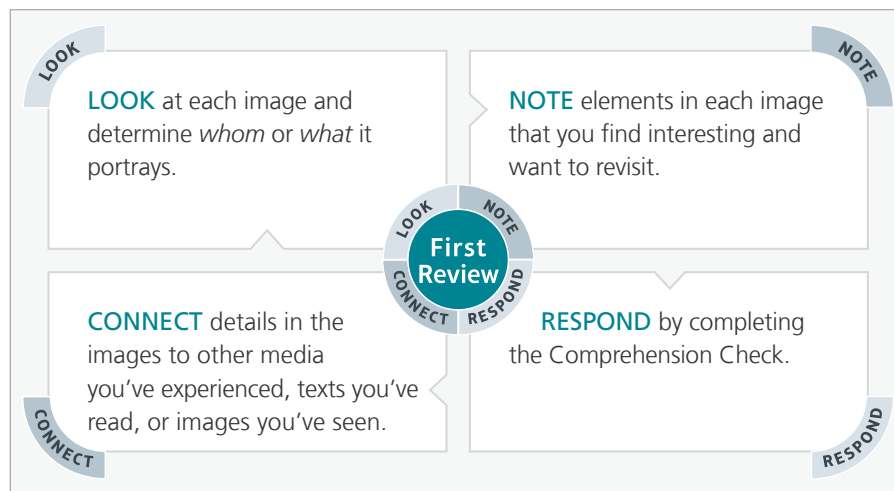 LOOK
LOOK at each image and
determine whom or what it
portrays.
NOTE
NOTE elements in each image
that you find interesting and
want to revisit.
LOOK
NOTE
First
Review
CONNECT
RESPOND
CONNECT details in the
images to other media
you’ve experienced, texts you’ve
read, or images you’ve seen.
CONNECT
RESPOND by completing
the Comprehension Check.
RESPOND